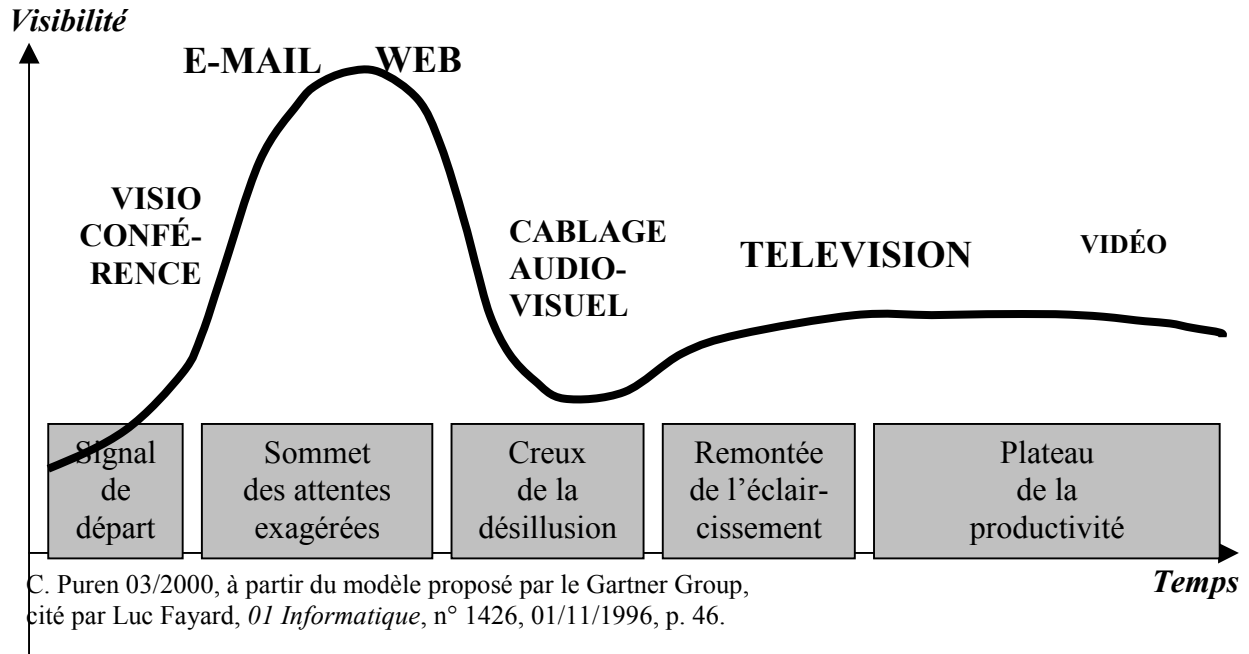 Visibilité
E-MAIL WEB
VISIO
CONFÉ-
RENCE
CABLAGE
AUDIO-
VISUEL
TELEVISION
VIDÉO
Signal
de
départ
Sommet
des attentes
exagérées
Creux
de la
désillusion
Remontée
de l’éclair-
cissement
Plateau
de la
productivité
Temps
C. Puren 03/2000, à partir du modèle proposé par le Gartner Group,
cité par Luc Fayard, 01 Informatique, n° 1426, 01/11/1996, p. 46.